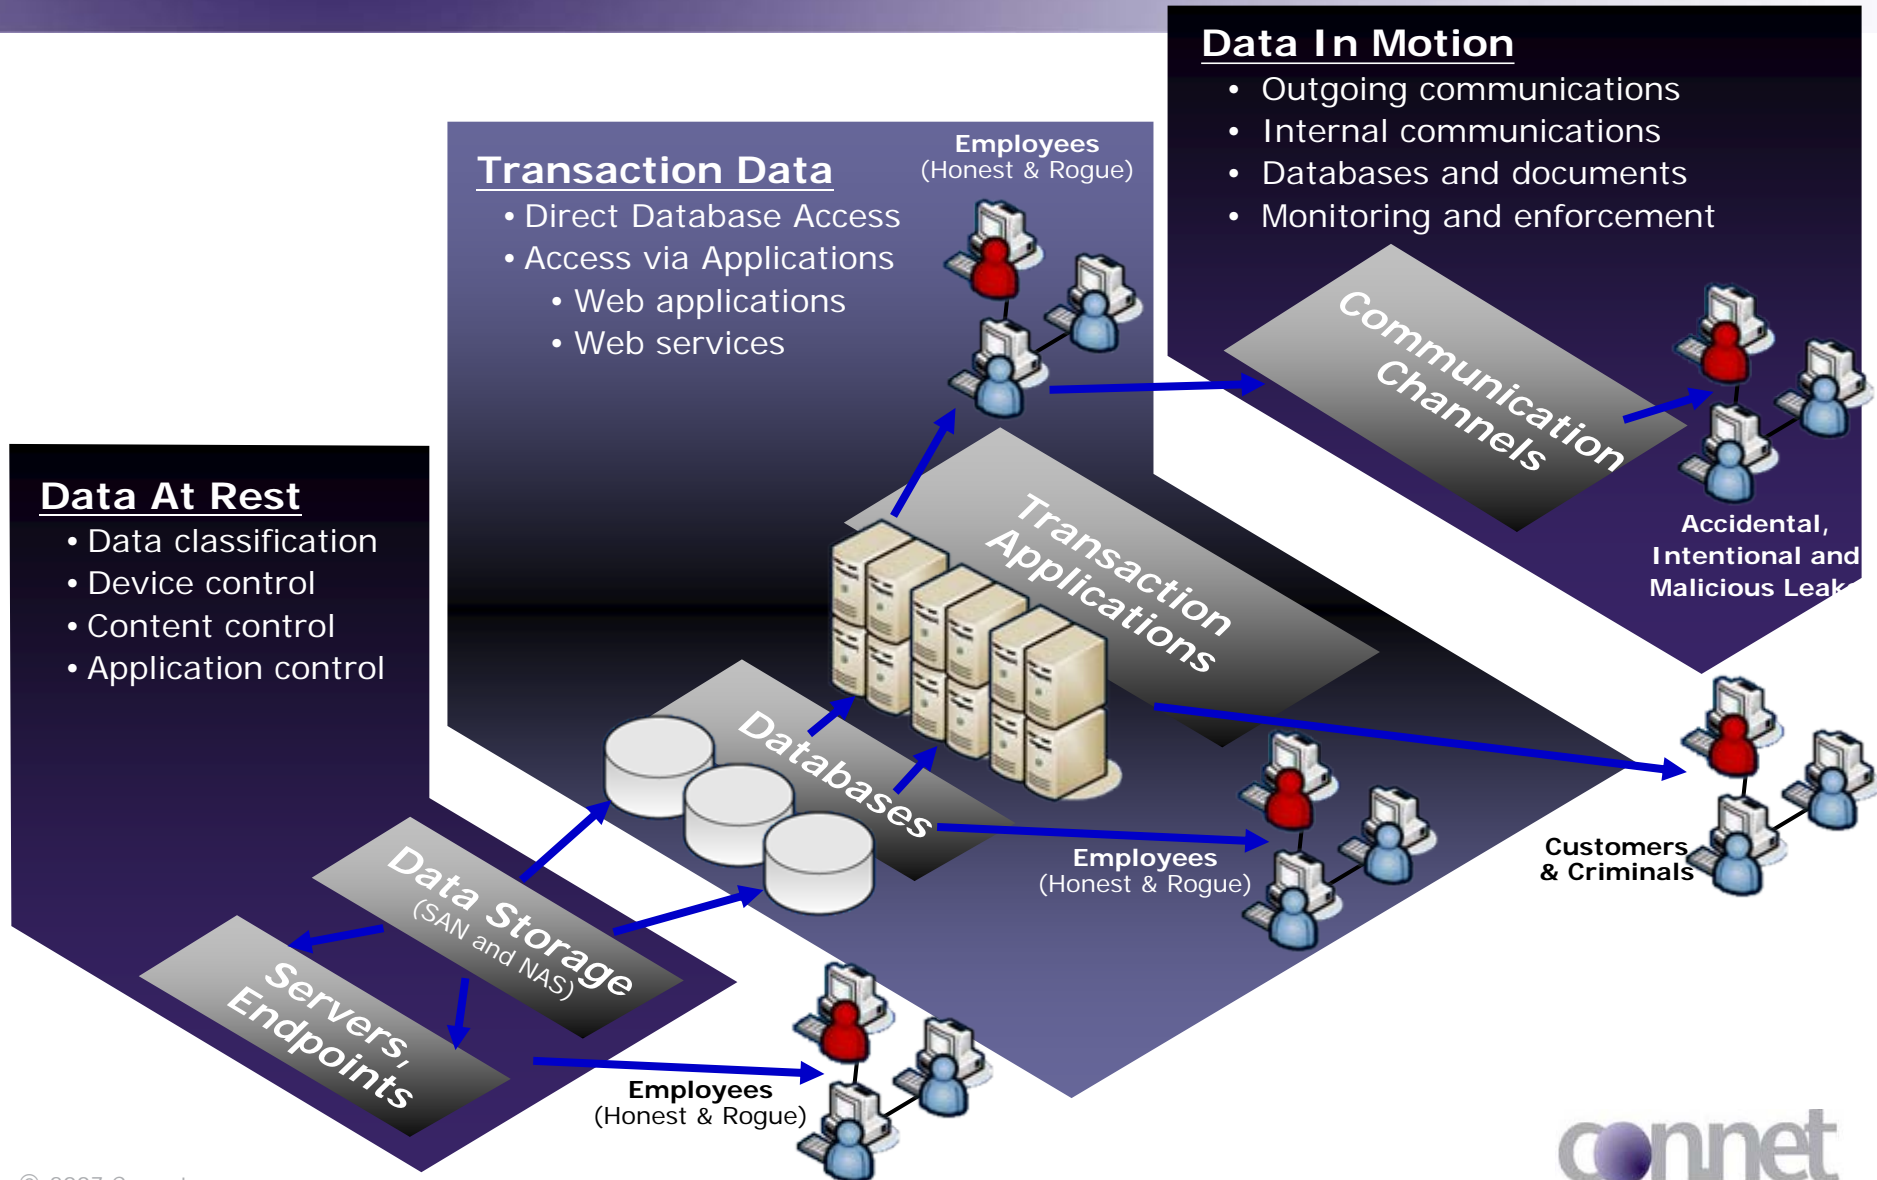 Data In Motion
• Outgoing communications
• Internal communications
• Databases and documents
• Monitoring and enforcement
Communication
Channels
Accidental,
Intentional and
Malicious Leaks
Transaction Data
• Direct Database Access
• Access via Applications
• Web applications
• Web services
Employees
(Honest & Rogue)
Transaction
Applications
Databases
Employees
(Honest & Rogue)
Customers
& Criminals
Data At Rest
• Data classification
• Device control
• Content control
• Application control
Data Storage
(SAN and NAS)
Servers,
Endpoints
Employees
(Honest & Rogue)
connet